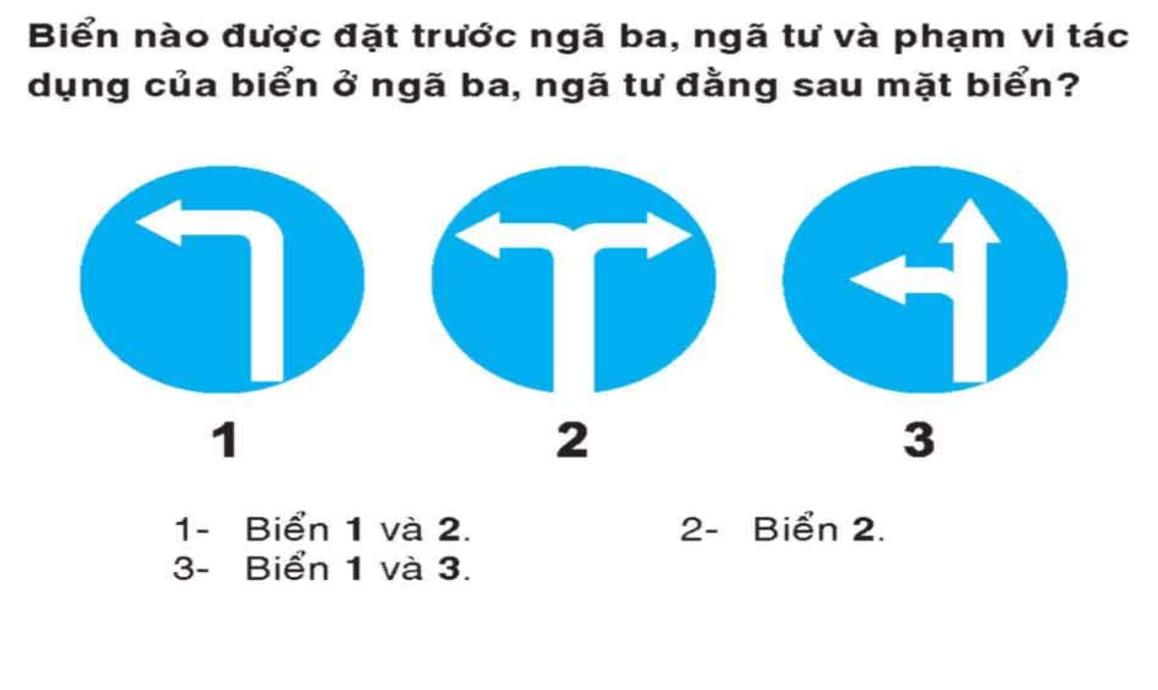 Biển nào được đặt trước ngã ba, ngã tư và phạm vi tác
dụng của biển ở ngã ba, ngã tư đằng sau mặt biển?
1 2 3
1- Biển 1 và 2. 2- Biển 2.
3- Biển 1 và 3.